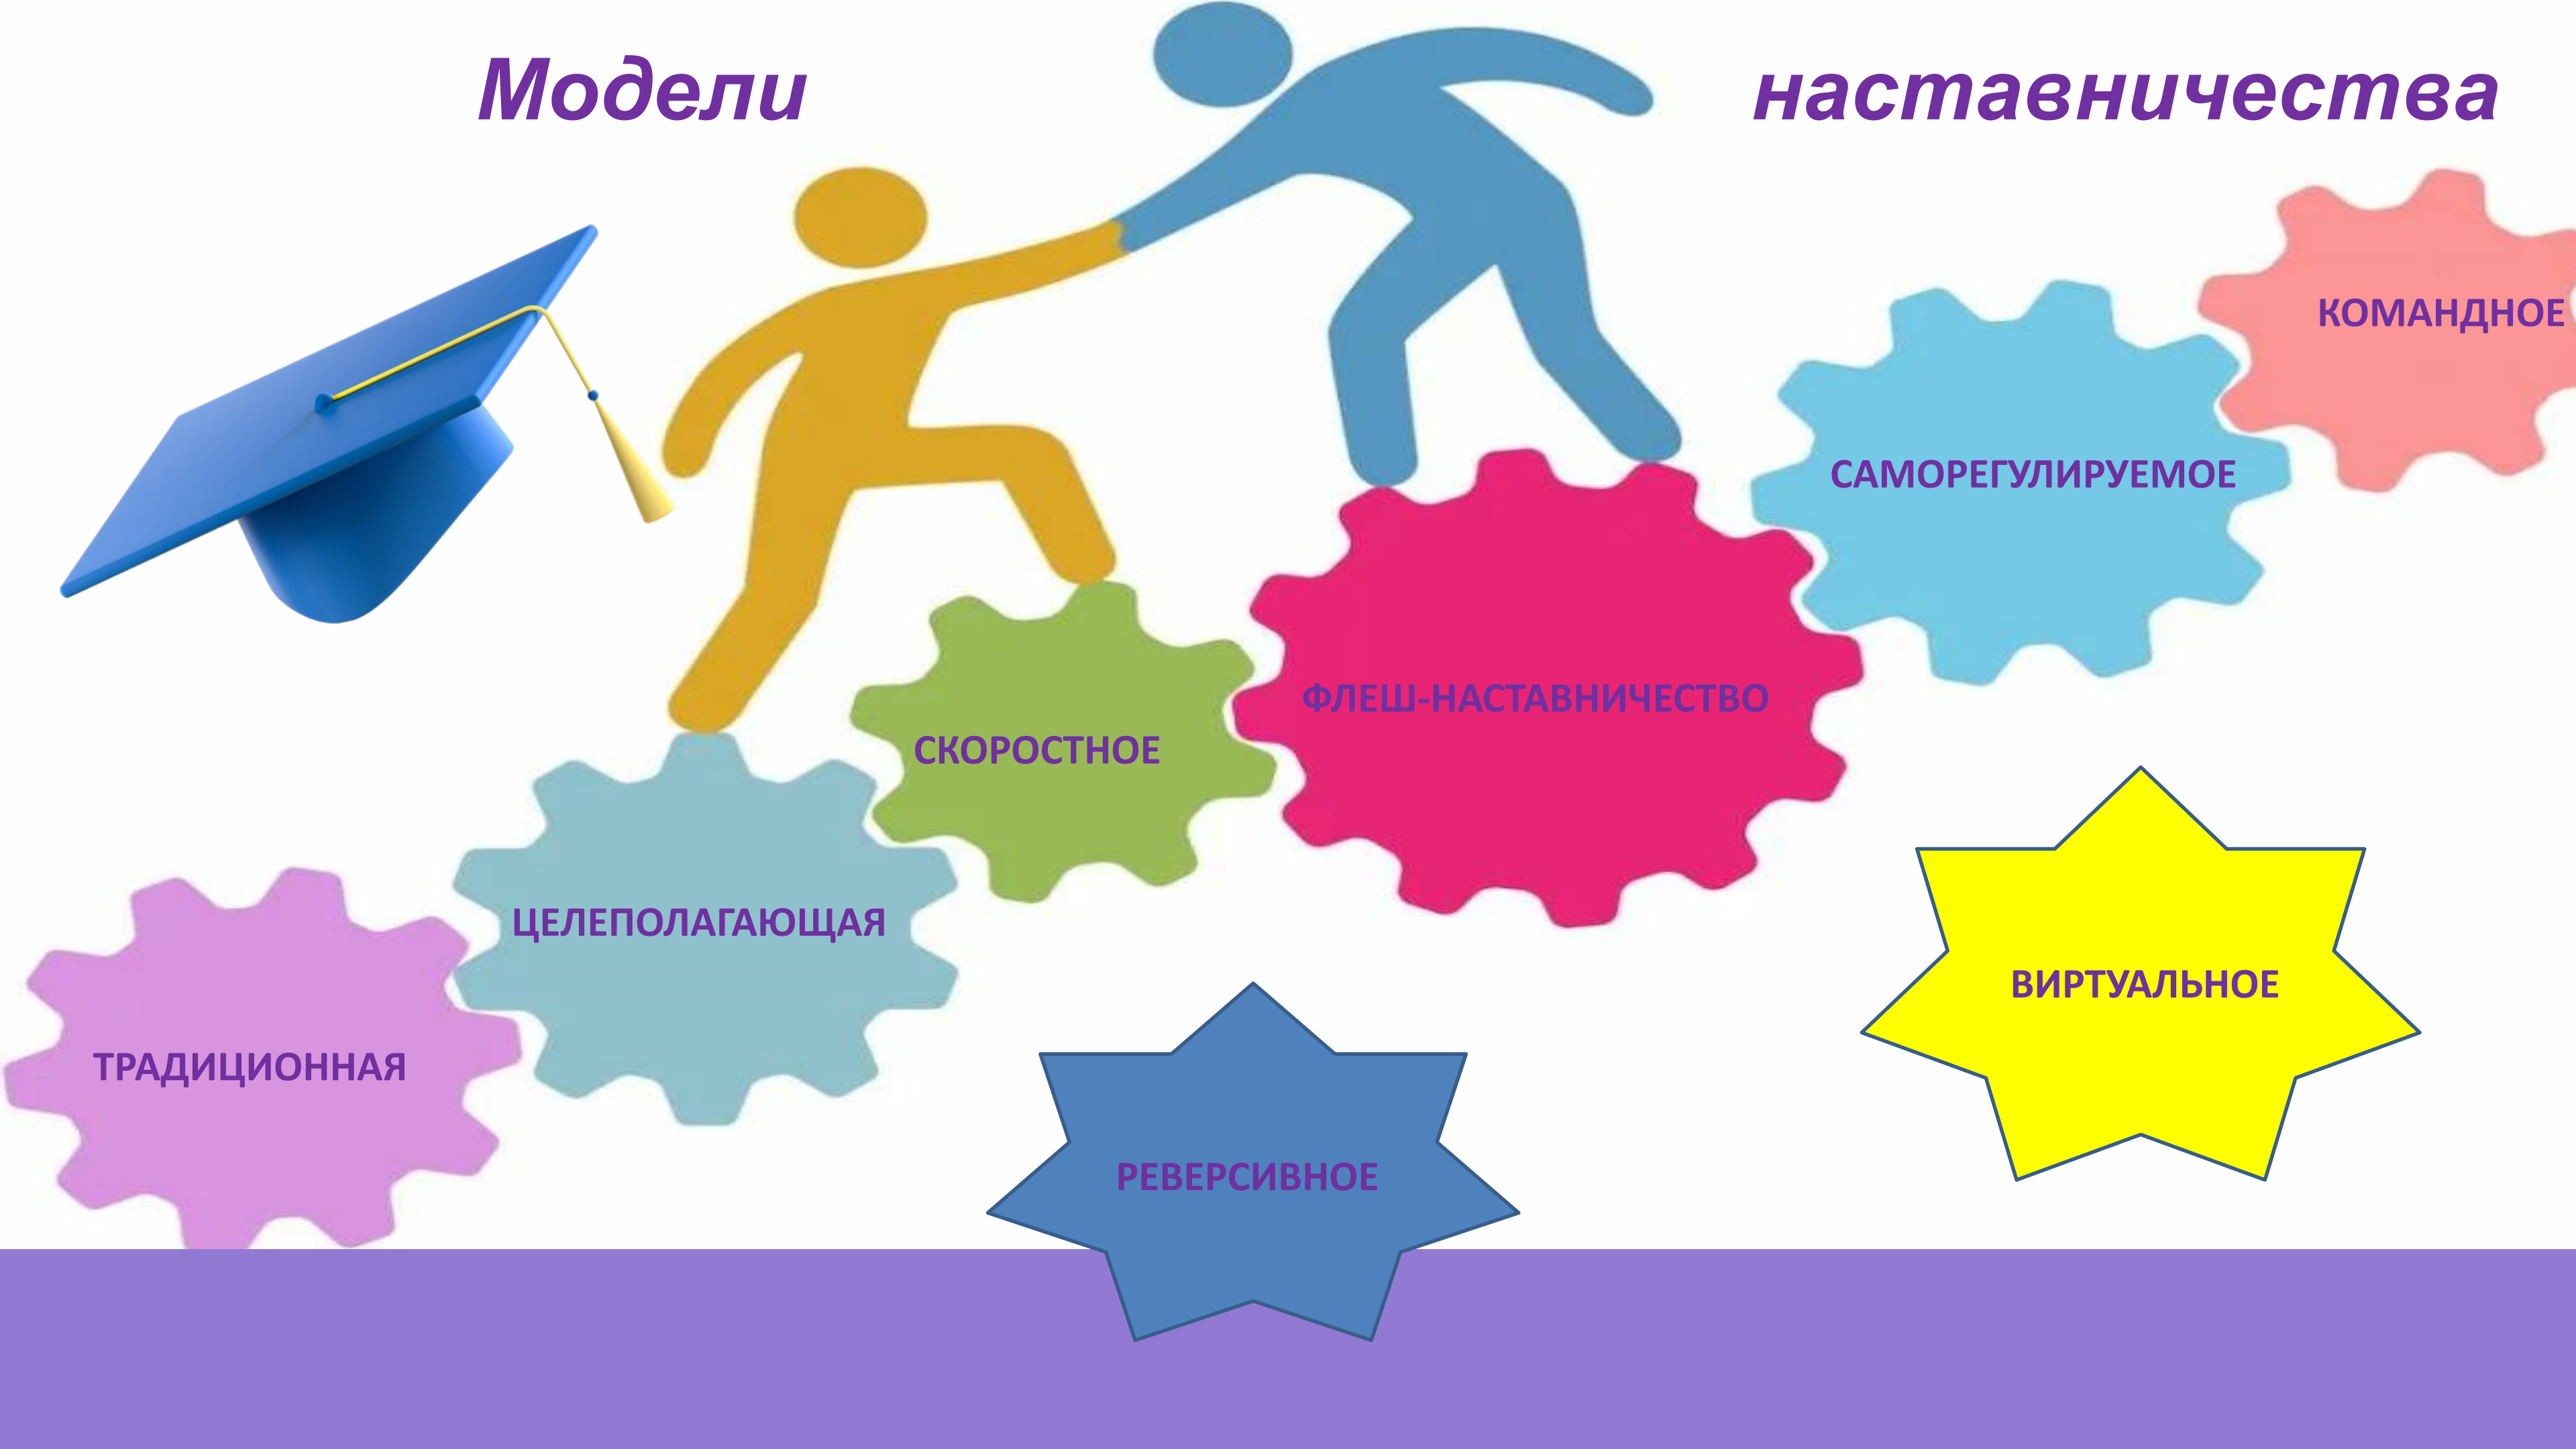 Модели наставничества
КОМАНДНОЕ
САМОРЕГУЛИРУЕМОЕ
ФЛЕШ-НАСТАВНИЧЕСТВО
СКОРОСТНОЕ
ЦЕЛЕПОЛАГАЮЩАЯ
ВИРТУАЛЬНОЕ
ТРАДИЦИОННАЯ
РЕВЕРСИВНОЕ